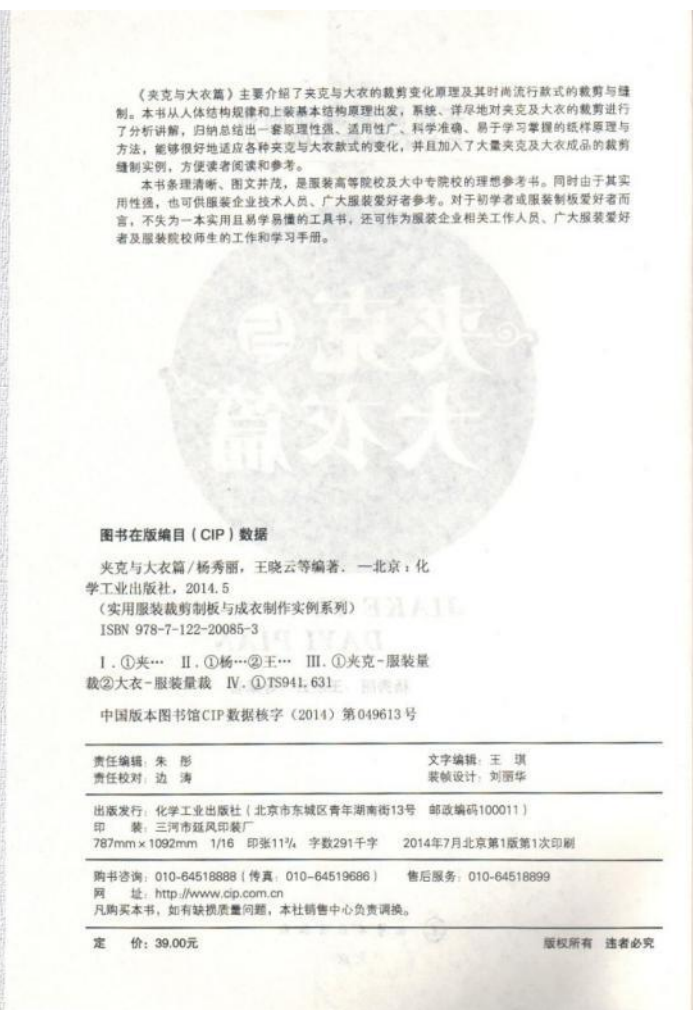 《夹克与大衣篇》主要介绍了夹克与大衣的裁剪变化原理及其时尚流行款式的裁剪与缝
制。本书从人体结构规律和上装基本结构原理出发，系统、详尽地对夹克及大衣的裁剪进行
了分析讲解，归纳总结出一套原理性强、适用性广、科学准确、易于学习掌握的纸样原理与
方法，能够很好地适应各种夹克与大衣款式的变化，并且加入了大量夹克及大衣成品的裁剪
缝制实例，方便读者阅读和参考。
本书条理清晰、图文并茂，是服装高等院校及大中专院校的理想参考书。同时由于其实
用性强，也可供服装企业技术人员、广大服装爱好者参考。对于初学者或服装制板爱好者而
言，不失为一本实用且易学易懂的工具书，还可作为服装企业相关工作人员、广大服装爱好
者及服装院校师生的工作和学习手册。
夹克与
大衣篇
图书在版编目（CIP）数据
夹克与大衣篇/杨秀丽，王晓云等编著．—北京：化
学工业出版社，2014.5
（实用服装裁剪制板与成衣制作实例系列）
ISBN 978-7-122-20085-3
Ⅰ.①夹… Ⅱ.①杨…②王… Ⅲ.①夹克-服装量
裁②大衣-服装量裁 Ⅳ.①TS941.631
中国版本图书馆CIP数据核字（2014）第049613号
责任编辑：朱 彤 文字编辑：王 琪
责任校对：边 涛 装帧设计：刘丽华
出版发行：化学工业出版社（北京市东城区青年湖南街13号 邮政编码100011）
印 装：三河市延风印装厂
787mm×1092mm 1/16 印张11¾ 字数291千字 2014年7月北京第1版第1次印刷
购书咨询：010-64518888（传真：010-64519686） 售后服务：010-64518899
网 址：http://www.cip.com.cn
凡购买本书，如有缺损质量问题，本社销售中心负责调换。
定 价：39.00元 版权所有 违者必究